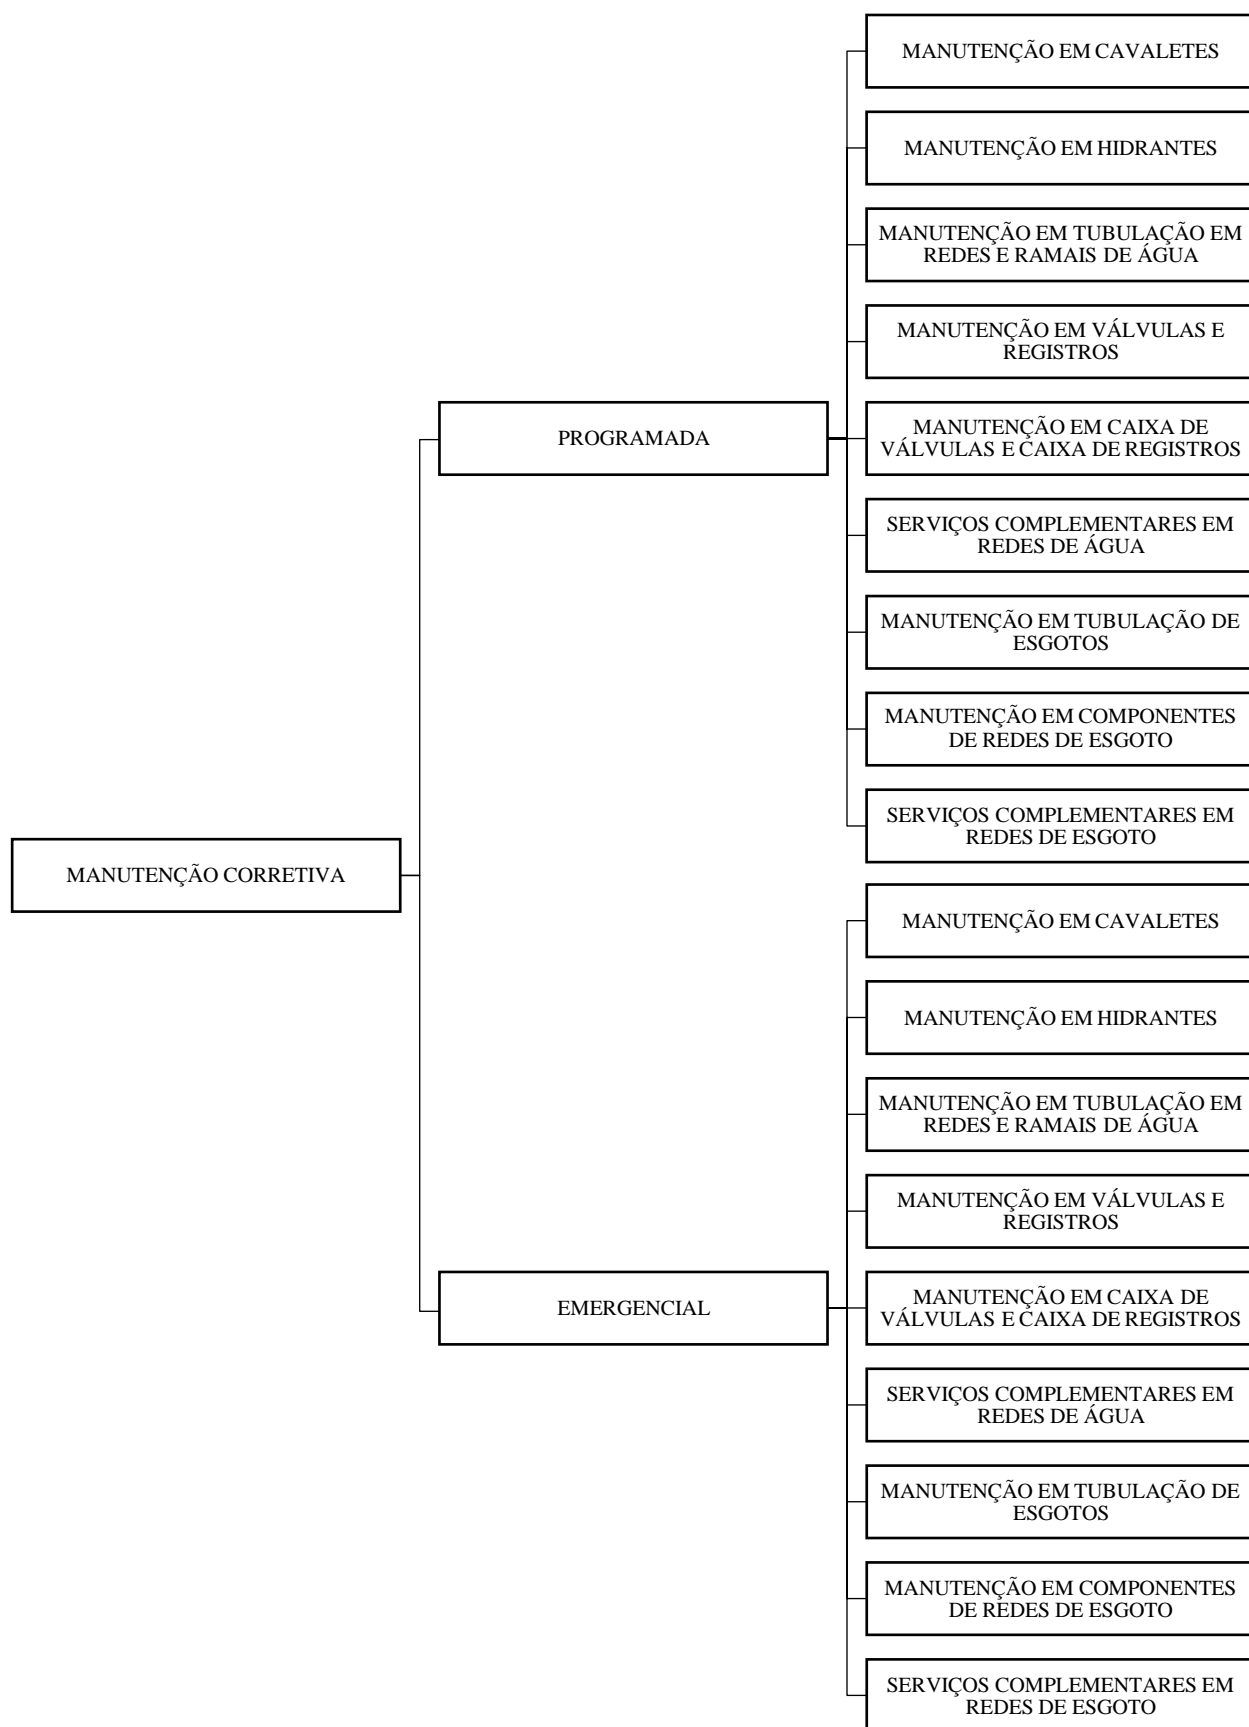 MANUTENÇÃO EM CAVALETES
MANUTENÇÃO EM HIDRANTES
MANUTENÇÃO EM TUBULAÇÃO EM
REDES E RAMAIS DE ÁGUA
MANUTENÇÃO EM VÁLVULAS E
REGISTROS
PROGRAMADA
MANUTENÇÃO EM CAIXA DE
VÁLVULAS E CAIXA DE REGISTROS
SERVIÇOS COMPLEMENTARES EM
REDES DE ÁGUA
MANUTENÇÃO EM TUBULAÇÃO DE
ESGOTOS
MANUTENÇÃO EM COMPONENTES
DE REDES DE ESGOTO
SERVIÇOS COMPLEMENTARES EM
REDES DE ESGOTO
MANUTENÇÃO CORRETIVA
MANUTENÇÃO EM CAVALETES
MANUTENÇÃO EM HIDRANTES
MANUTENÇÃO EM TUBULAÇÃO EM
REDES E RAMAIS DE ÁGUA
MANUTENÇÃO EM VÁLVULAS E
REGISTROS
EMERGENCIAL
MANUTENÇÃO EM CAIXA DE
VÁLVULAS E CAIXA DE REGISTROS
SERVIÇOS COMPLEMENTARES EM
REDES DE ÁGUA
MANUTENÇÃO EM TUBULAÇÃO DE
ESGOTOS
MANUTENÇÃO EM COMPONENTES
DE REDES DE ESGOTO
SERVIÇOS COMPLEMENTARES EM
REDES DE ESGOTO